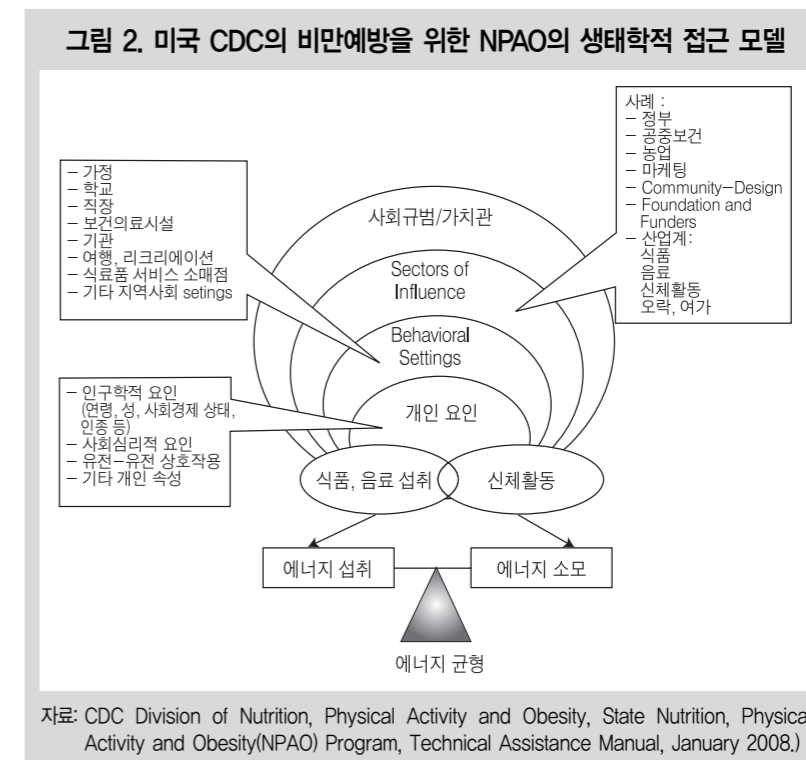 그림 2. 미국 CDC의 비만예방을 위한 NPAO의 생태학적 접근 모델
- 가정
- 학교
- 직장
- 보건의료시설
- 기관
- 여행, 리크리에이션
- 식료품 서비스 소매점
- 기타 지역사회 setings
사례 :
- 정부
- 공중보건
- 농업
- 마케팅
- Community-Design
- Foundation and
Funders
- 산업계:
식품
음료
신체활동
오락, 여가
사회규범/가치관
Sectors of
Influence
Behavioral
Settings
개인 요인
- 인구학적 요인
(연령, 성, 사회경제 상태,
인종 등)
- 사회심리적 요인
- 유전-유전 상호작용
- 기타 개인 속성
식품, 음료 섭취
신체활동
에너지 섭취
에너지 소모
에너지 균형
자료: CDC Division of Nutrition, Physical Activity and Obesity, State Nutrition, Physica
Activity and Obesity(NPAO) Program, Technical Assistance Manual, January 2008.)